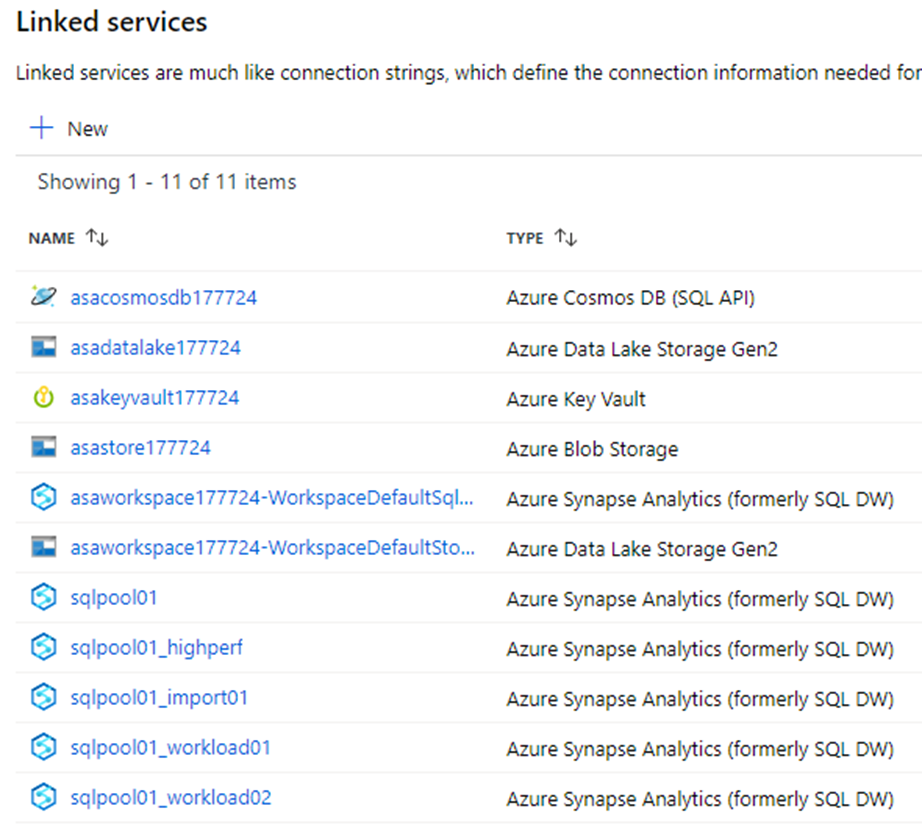 Linked services
Linked services are much like connection strings, which define the connection information needed for
New
Showing 1 - 11 of 11 items
NAME TYPE
asacosmosdb177724 Azure Cosmos DB (SQL API)
asadatalake177724 Azure Data Lake Storage Gen2
asakeyvault177724 Azure Key Vault
asastore177724 Azure Blob Storage
asaworkspace177724-WorkspaceDefaultSql... Azure Synapse Analytics (formerly SQL DW)
asaworkspace177724-WorkspaceDefaultSto... Azure Data Lake Storage Gen2
sqlpool01 Azure Synapse Analytics (formerly SQL DW)
sqlpool01_highperf Azure Synapse Analytics (formerly SQL DW)
sqlpool01_import01 Azure Synapse Analytics (formerly SQL DW)
sqlpool01_workload01 Azure Synapse Analytics (formerly SQL DW)
sqlpool01_workload02 Azure Synapse Analytics (formerly SQL DW)